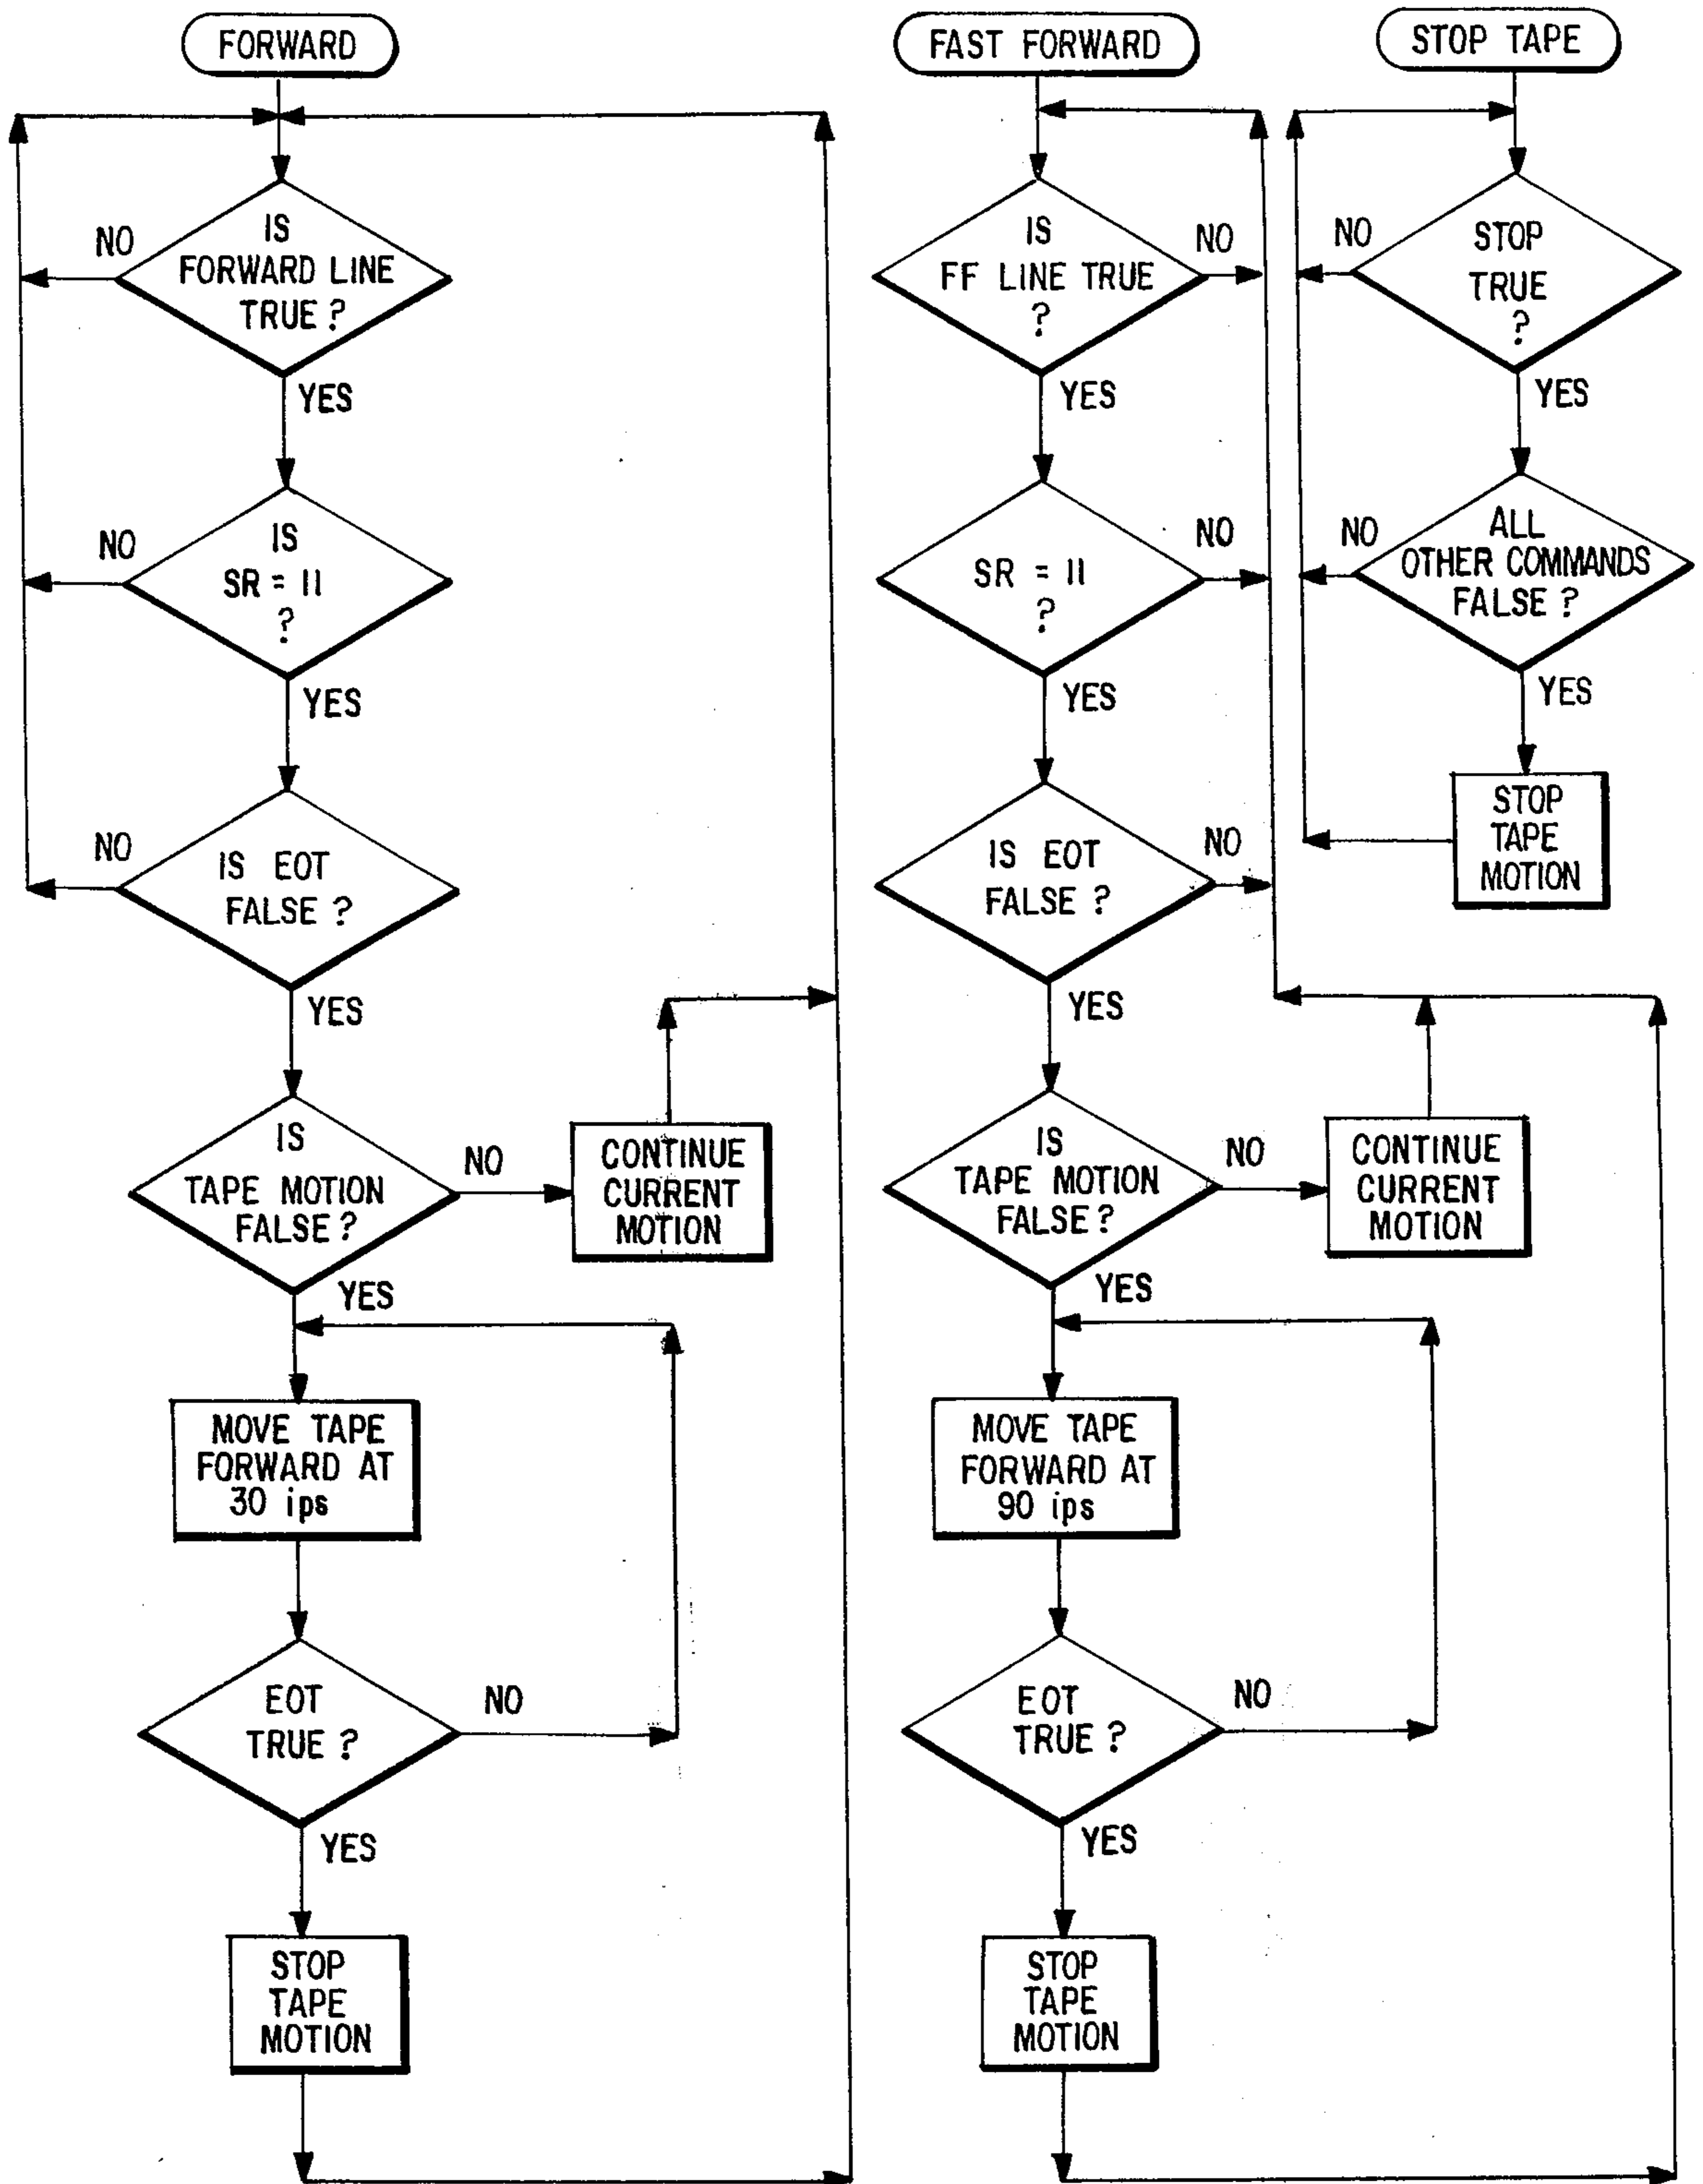 FORWARD
IS
FORWARD LINE
TRUE ?
NO
YES
IS
SR = 11
?
NO
YES
IS EOT
FALSE ?
NO
YES
IS
TAPE MOTION
FALSE ?
NO
CONTINUE
CURRENT
MOTION
YES
MOVE TAPE
FORWARD AT
30 ips
EOT
TRUE ?
NO
YES
STOP
TAPE
MOTION
FAST FORWARD
IS
FF LINE TRUE
?
NO
YES
SR = 11
?
NO
YES
IS EOT
FALSE ?
NO
YES
IS
TAPE MOTION
FALSE ?
NO
CONTINUE
CURRENT
MOTION
YES
MOVE TAPE
FORWARD AT
90 ips
EOT
TRUE ?
NO
YES
STOP
TAPE
MOTION
STOP TAPE
STOP
TRUE
?
NO
YES
ALL
OTHER COMMANDS
FALSE ?
NO
YES
STOP
TAPE
MOTION